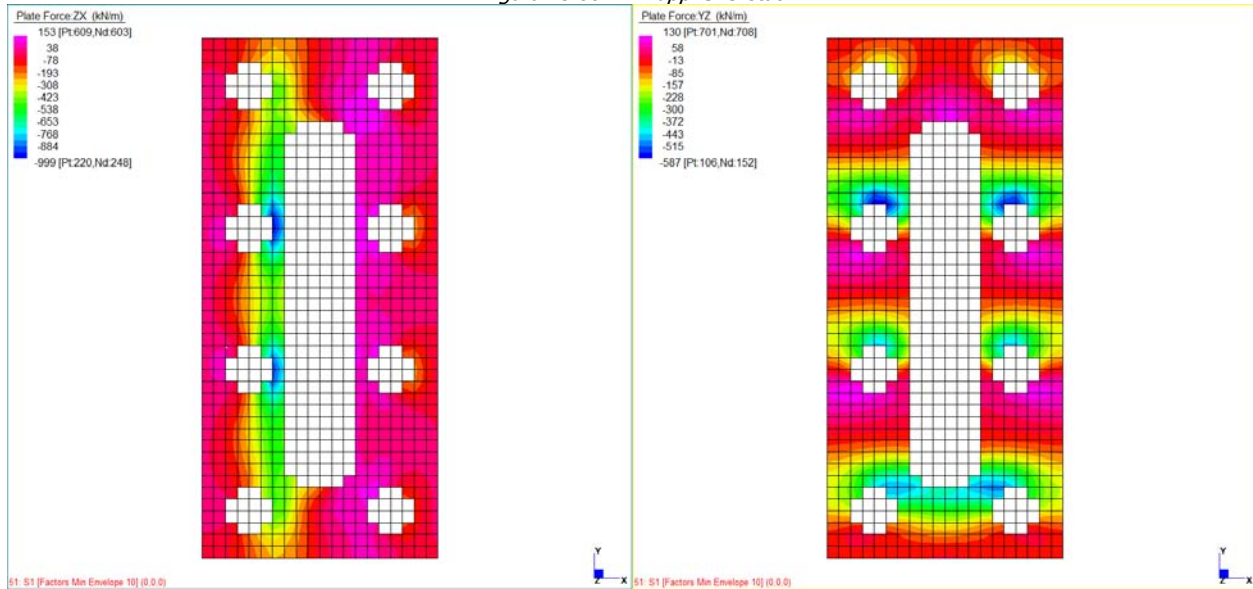 Plate Force:ZX (kN/m)
153 [Pt:609,Nd:603]
38
-78
-193
-308
-423
-538
-653
-768
-884
-999 [Pt:220,Nd:248]
51: S1 [Factors Min Envelope 10] (0.0.0)
Y
Z X
Plate Force:YZ (kN/m)
130 [Pt:701,Nd:708]
58
-13
-85
-157
-228
-300
-372
-443
-515
-587 [Pt:106,Nd:152]
51: S1 [Factors Min Envelope 10] (0.0.0)
Y
Z X